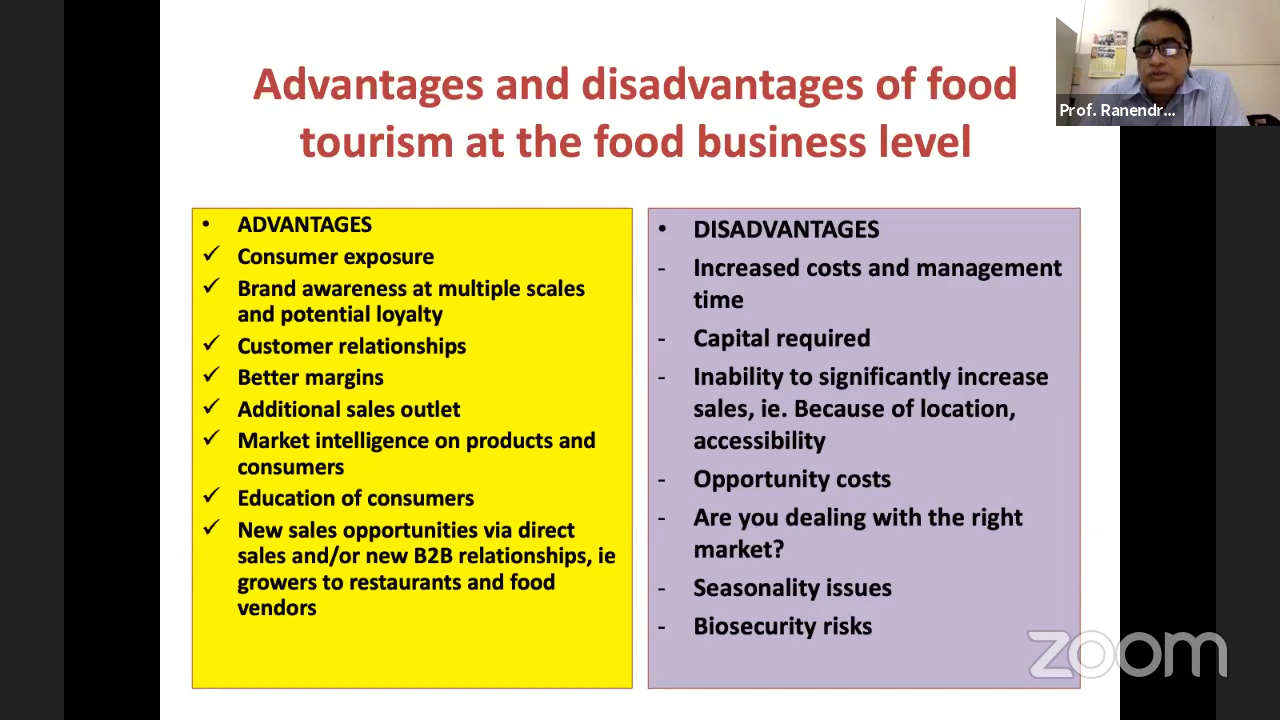 Advantages and disadvantages of food
tourism at the food business level
Prof. Ranendr...
• ADVANTAGES
✓ Consumer exposure
✓ Brand awareness at multiple scales
and potential loyalty
✓ Customer relationships
✓ Better margins
✓ Additional sales outlet
✓ Market intelligence on products and
consumers
✓ Education of consumers
✓ New sales opportunities via direct
sales and/or new B2B relationships, ie
growers to restaurants and food
vendors
• DISADVANTAGES
- Increased costs and management
time
- Capital required
- Inability to significantly increase
sales, ie. Because of location,
accessibility
- Opportunity costs
- Are you dealing with the right
market?
- Seasonality issues
- Biosecurity risks
zoom